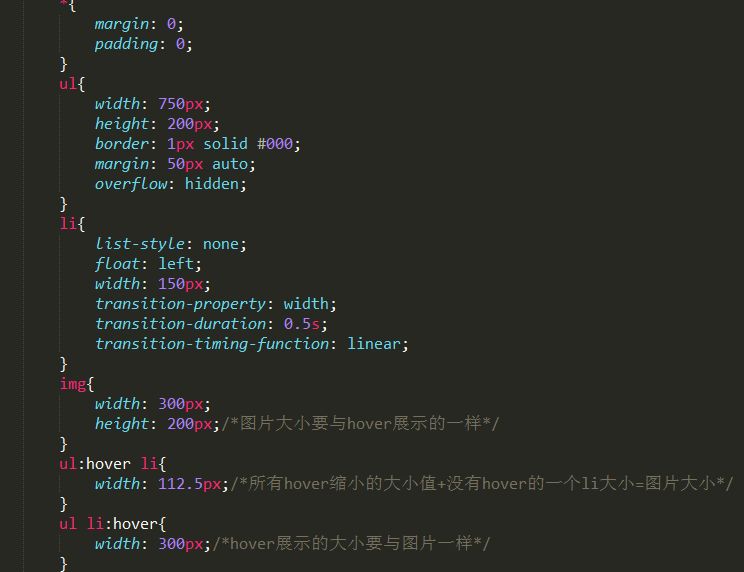 *{
margin: 0;
padding: 0;
}
ul{
width: 750px;
height: 200px;
border: 1px solid #000;
margin: 50px auto;
overflow: hidden;
}
li{
list-style: none;
float: left;
width: 150px;
transition-property: width;
transition-duration: 0.5s;
transition-timing-function: linear;
}
img{
width: 300px;
height: 200px;/*图片大小要与hover展示的一样*/
}
ul:hover li{
width: 112.5px;/*所有hover缩小的大小值+没有hover的一个li大小=图片大小*/
}
ul li:hover{
width: 300px;/*hover展示的大小要与图片一样*/
}